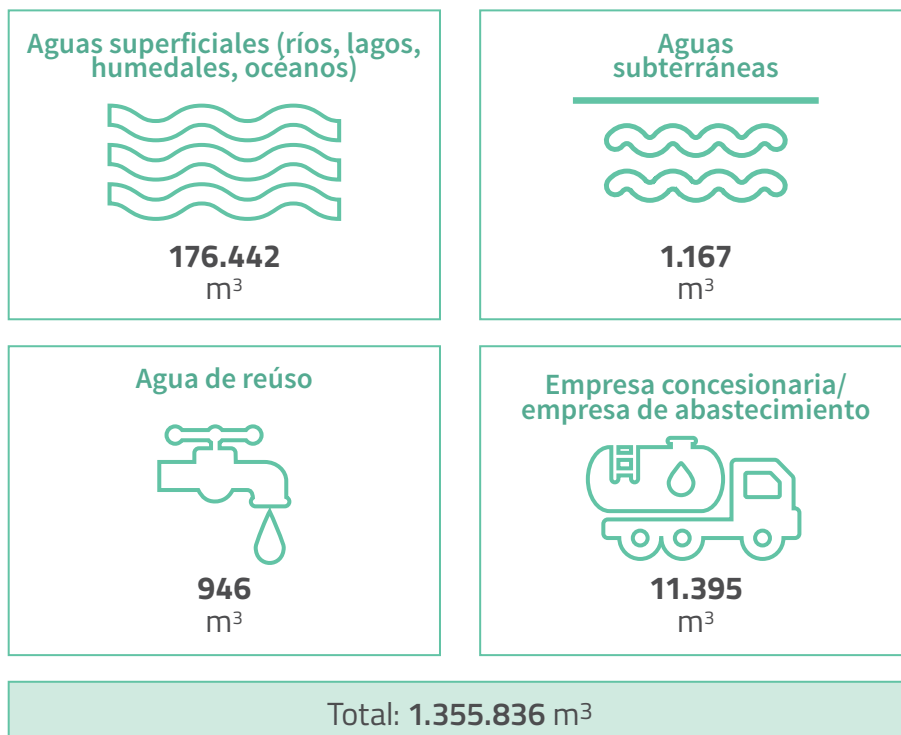 Aguas superficiales (ríos, lagos,
humedales, océanos)
176.442
m³
Aguas
subterráneas
1.167
m³
Agua de reúso
946
m³
Empresa concesionaria/
empresa de abastecimiento
11.395
m³
Total: 1.355.836 m³